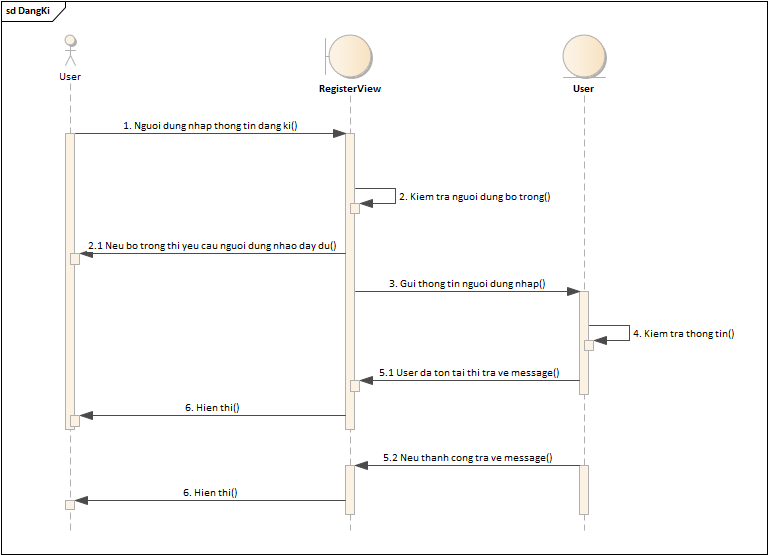 sd DangKi
User
RegisterView
User
1. Nguoi dung nhap thong tin dang ki()
2. Kiem tra nguoi dung bo trong()
2.1 Neu bo trong thi yeu cau nguoi dung nhao day du()
3. Gui thong tin nguoi dung nhap()
4. Kiem tra thong tin()
5.1 User da ton tai thi tra ve message()
6. Hien thi()
5.2 Neu thanh cong tra ve message()
6. Hien thi()